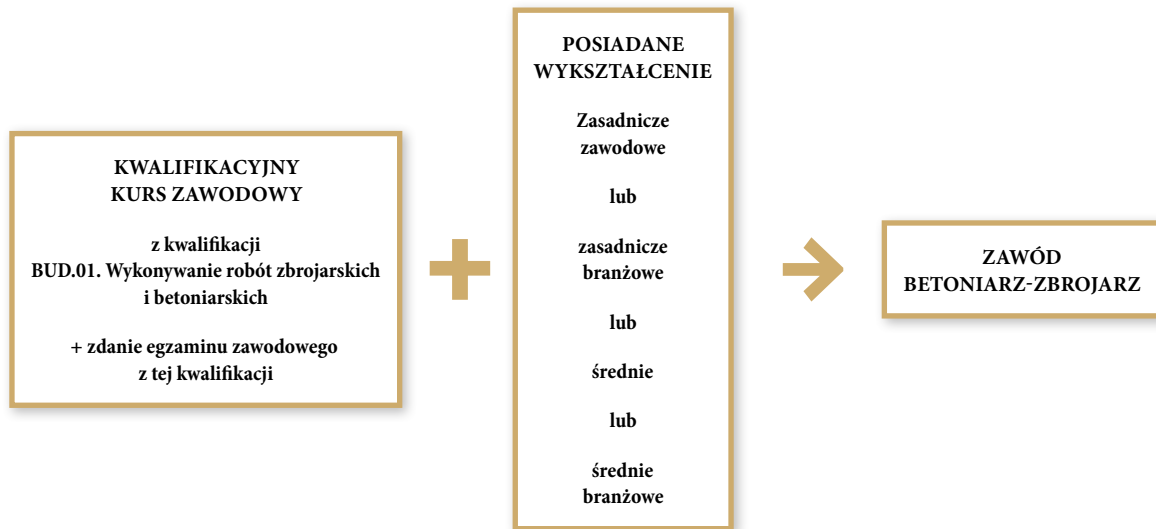 KWALIFIKACYJNY
KURS ZAWODOWY
z kwalifikacji
BUD.01. Wykonywanie robót zbrojarskich
i betoniarskich
+ zdanie egzaminu zawodowego
z tej kwalifikacji
POSIADANE
WYKSZTAŁCENIE
Zasadnicze
zawodowe
lub
zasadnicze
branżowe
lub
średnie
lub
średnie
branżowe
ZAWÓD
BETONIARZ-ZBROJARZ